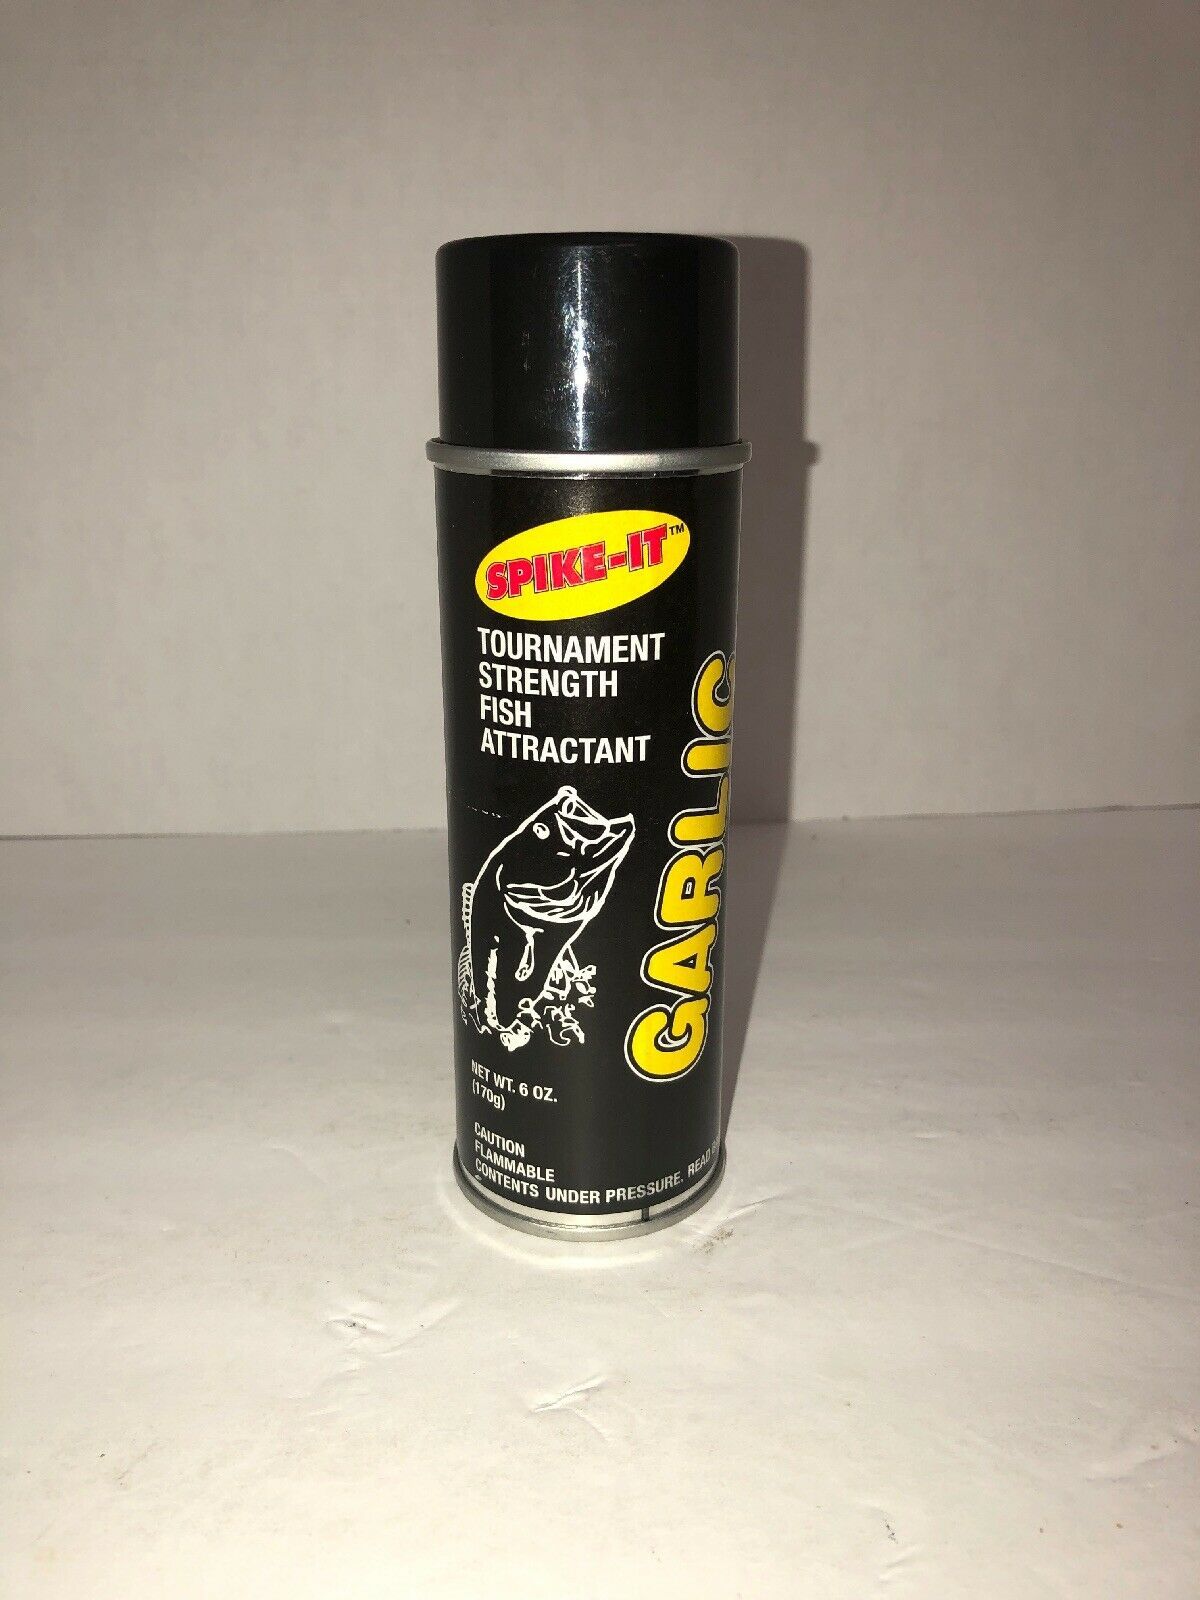 SPIKE-IT™
TOURNAMENT
STRENGTH
FISH
ATTRACTANT
GARLIC
NET WT. 6 OZ.
(170g)
CAUTION
FLAMMABLE
CONTENTS UNDER PRESSURE. READ